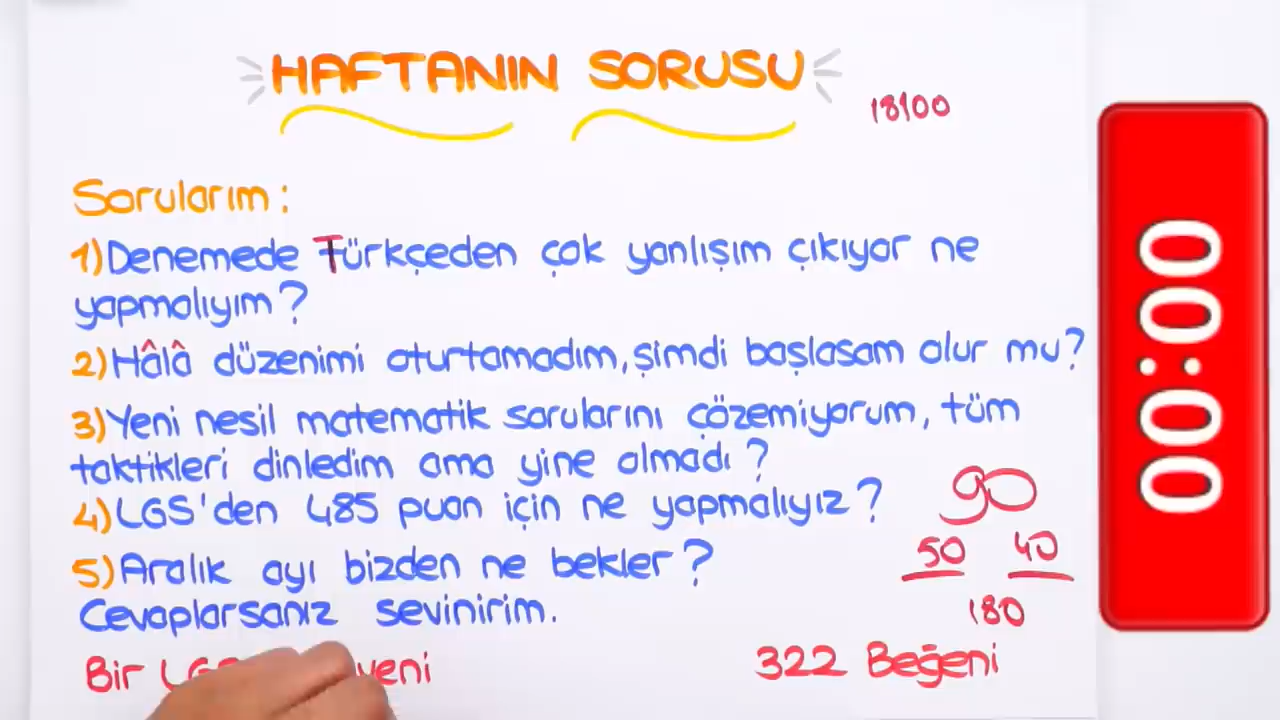 HAFTANIN SORUSU
18100
Sorularım:
1) Denemede Türkçeden çok yanlışım çıkıyor ne
yapmalıyım?
2) Hâlâ düzenimi oturtamadım, şimdi başlasam olur mu?
3) Yeni nesil matematik sorularını çözemiyorum, tüm
taktikleri dinledim ama yine olmadı?
4) LGS'den 485 puan için ne yapmalıyız?
5) Aralık ayı bizden ne bekler?
Cevaplarsanız sevinirim.
90
50 40
180
Bir
322 Beğeni
00:00